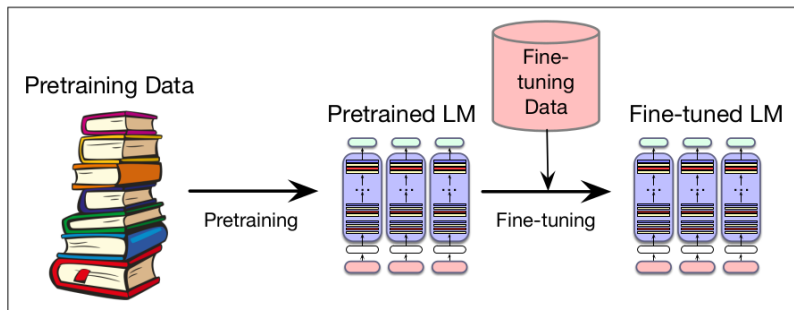 Pretraining Data
Pretraining
Pretrained LM
Fine-
tuning
Data
Fine-tuning
Fine-tuned LM